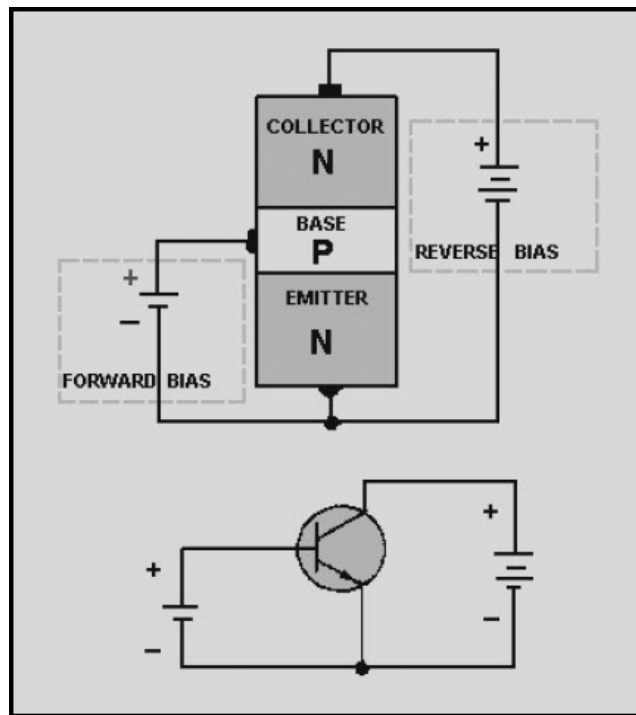 COLLECTOR
N
+
BASE
P
REVERSE BIAS
+
−
EMITTER
N
FORWARD BIAS
+
+
−
−